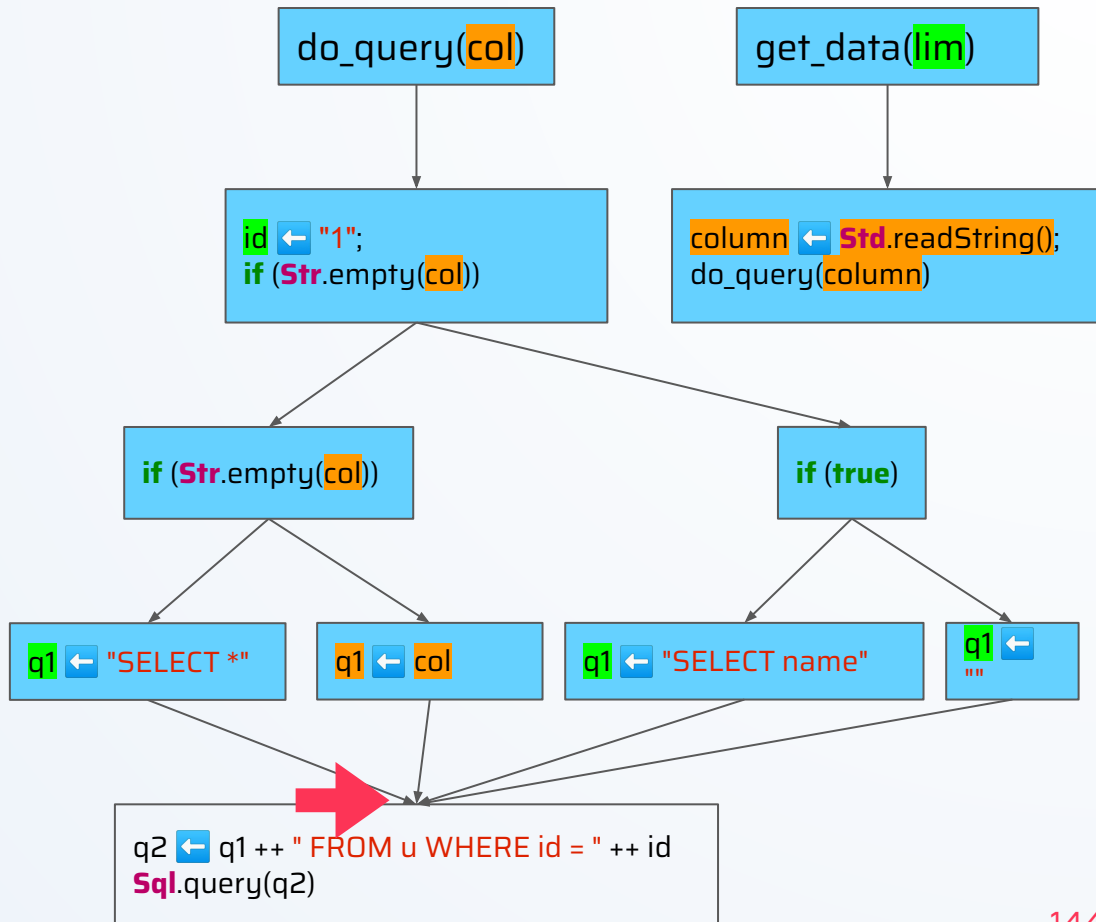 do_query(col)
get_data(lim)
id ⬅ "1";
if (Str.empty(col))
column ⬅ Std.readString();
do_query(column)
if (Str.empty(col))
if (true)
q1 ⬅ "SELECT *"
q1 ⬅ col
q1 ⬅ "SELECT name"
q1 ⬅
""
q2 ⬅ q1 ++ " FROM u WHERE id = " ++ id
Sql.query(q2)